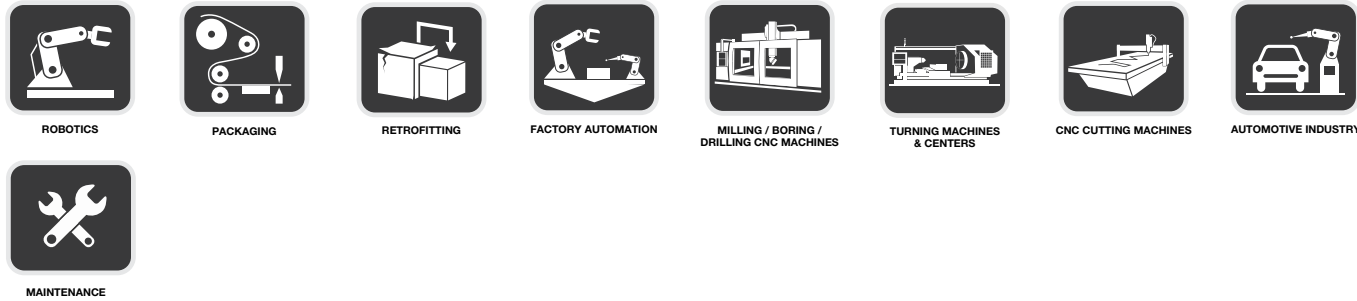 ROBOTICS
PACKAGING
RETROFITTING
FACTORY AUTOMATION
MILLING / BORING /
DRILLING CNC MACHINES
TURNING MACHINES
& CENTERS
CNC CUTTING MACHINES
AUTOMOTIVE INDUSTRY
MAINTENANCE